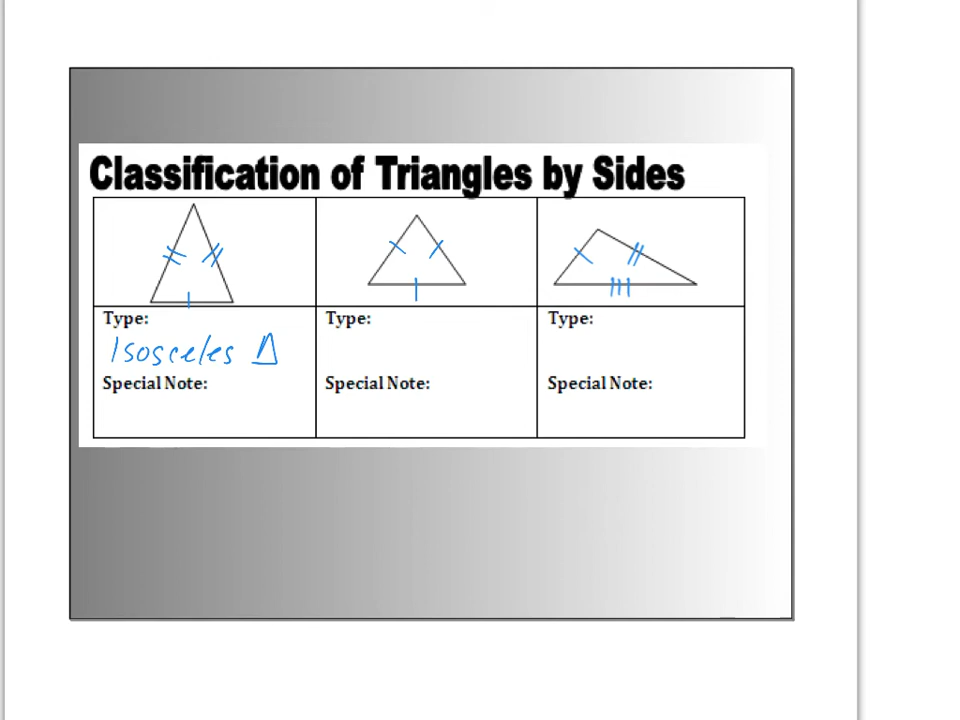 Classification of Triangles by Sides
Type:
Isosceles Δ
Special Note:
Type:
Special Note:
Type:
Special Note: